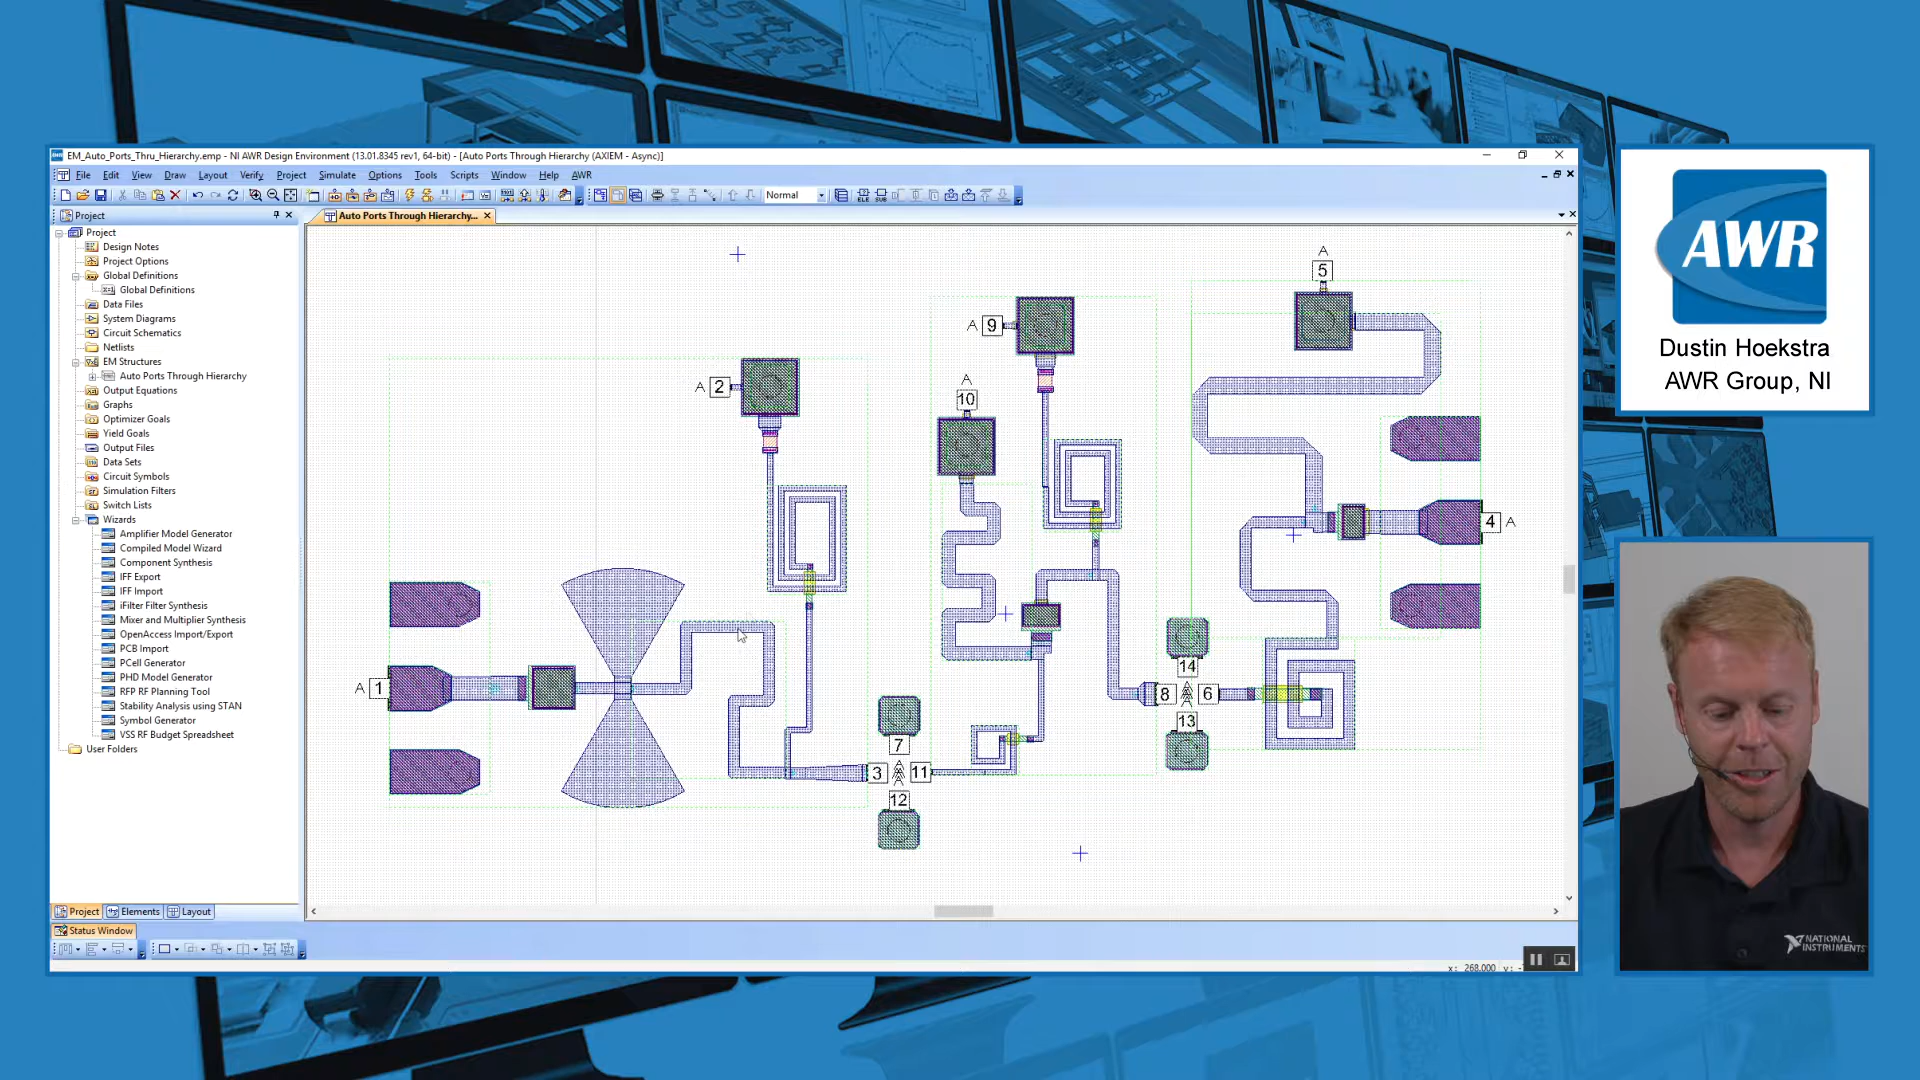 EM_Auto_Ports_Thru_Hierarchy.emp - NI AWR Design Environment (13.01.8345 rev1, 64-bit) - [Auto Ports Through Hierarchy (AXIEM - Async)]
File Edit View Draw Layout Verify Project Simulate Options Tools Scripts Window Help AWR
Normal
Project
Auto Ports Through Hierarchy...
Project
Design Notes
Project Options
Global Definitions
Global Definitions
Data Files
System Diagrams
Circuit Schematics
Netlists
EM Structures
Auto Ports Through Hierarchy
Output Equations
Graphs
Optimizer Goals
Yield Goals
Output Files
Data Sets
Circuit Symbols
Simulation Filters
Switch Lists
Wizards
Amplifier Model Generator
Compiled Model Wizard
Component Synthesis
IFF Export
IFF Import
iFilter Filter Synthesis
Mixer and Multiplier Synthesis
OpenAccess Import/Export
PCB Import
PCell Generator
PHD Model Generator
RFP RF Planning Tool
Stability Analysis using STAN
Symbol Generator
VSS RF Budget Spreadsheet
User Folders
Project Elements Layout
Status Window
A
5
A 9
A
10
A 2
4 A
A 1
14
8 6
13
7
3 11
12
x: 268.000 y: -
AWR
Dustin Hoekstra
AWR Group, NI
NATIONAL
INSTRUMENTS